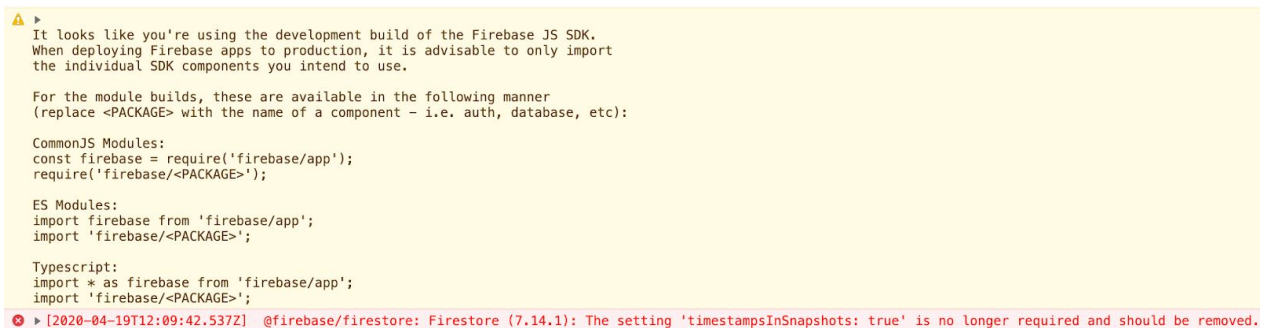 It looks like you're using the development build of the Firebase JS SDK.
When deploying Firebase apps to production, it is advisable to only import
the individual SDK components you intend to use.
For the module builds, these are available in the following manner
(replace <PACKAGE> with the name of a component - i.e. auth, database, etc):
CommonJS Modules:
const firebase = require('firebase/app');
require('firebase/<PACKAGE>');
ES Modules:
import firebase from 'firebase/app';
import 'firebase/<PACKAGE>';
Typescript:
import * as firebase from 'firebase/app';
import 'firebase/<PACKAGE>';
[2020-04-19T12:09:42.537Z]  @firebase/firestore: Firestore (7.14.1): The setting 'timestampsInSnapshots: true' is no longer required and should be removed.